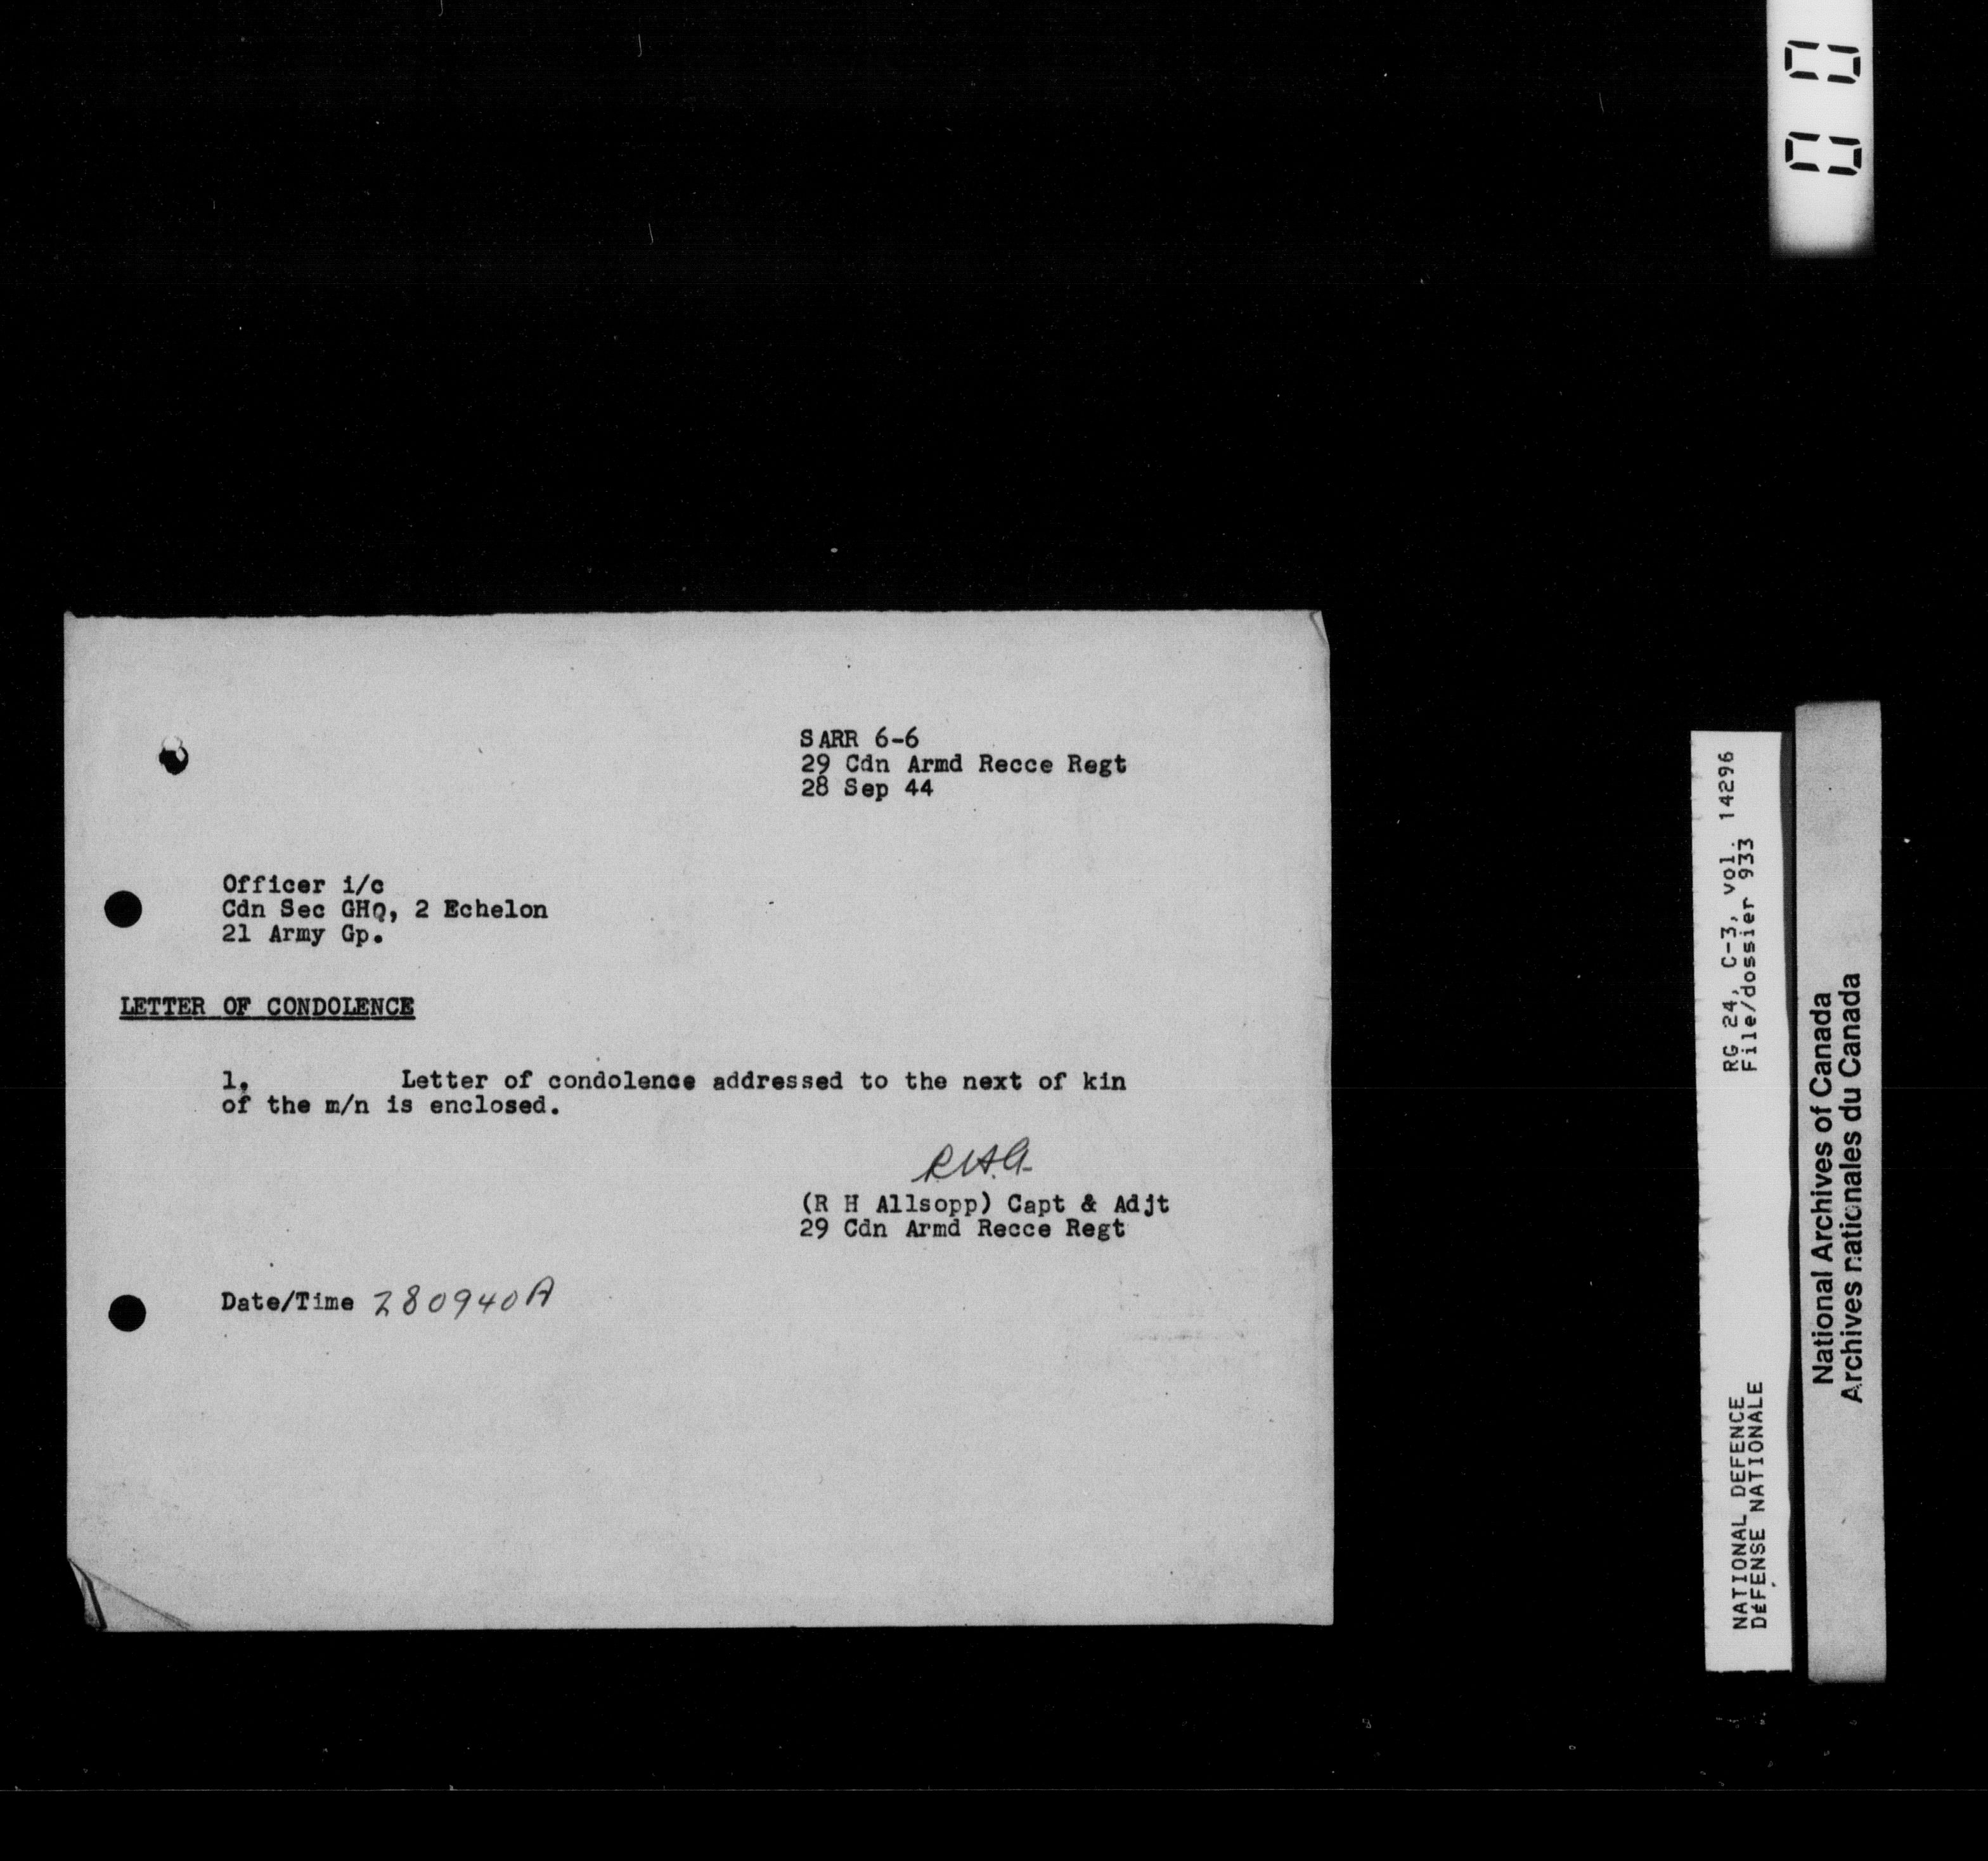 SARR 6-6
29 Cdn Armd Recce Regt
28 Sep 44
Officer i/c
Cdn Sec GHQ, 2 Echelon
21 Army Gp.
LETTER OF CONDOLENCE
1. Letter of condolence addressed to the next of kin
of the m/n is enclosed.
R.H.A.
(R H Allsopp) Capt & Adjt
29 Cdn Armd Recce Regt
Date/Time 280940A
NATIONAL DEFENCE RG 24, C-3, vol. 14296
DÉFENSE NATIONALE File/dossier 933
National Archives of Canada
Archives nationales du Canada